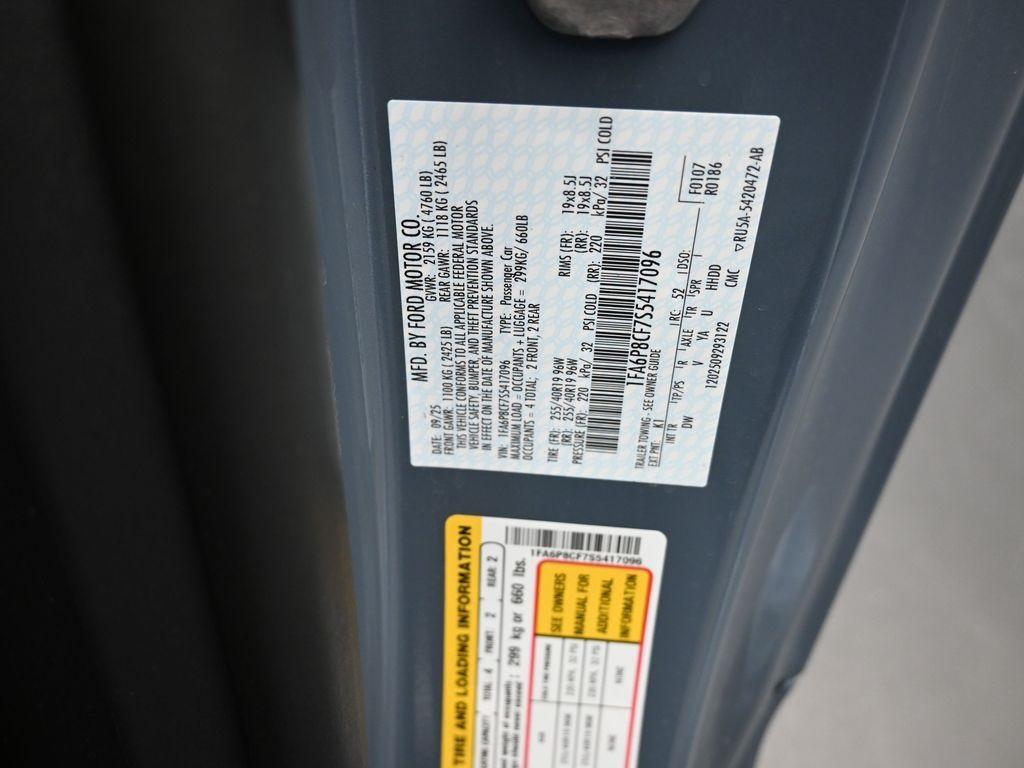 MFD. BY FORD MOTOR CO.
DATE: 09/25 GVWR: 2159 KG ( 4760 LB)
FRONT GAWR: 1100 KG ( 2425 LB) REAR GAWR: 1118 KG ( 2465 LB)
THIS VEHICLE CONFORMS TO ALL APPLICABLE FEDERAL MOTOR
VEHICLE SAFETY, BUMPER, AND THEFT PREVENTION STANDARDS
IN EFFECT ON THE DATE OF MANUFACTURE SHOWN ABOVE.
VIN: 1FA6P8CF7S5417096 TYPE: Passenger Car
MAXIMUM LOAD = OCCUPANTS + LUGGAGE = 299KG/ 660LB
OCCUPANTS = 4 TOTAL; 2 FRONT, 2 REAR
TIRE (FR): 255/40R19 96W RIMS (FR): 19x8.5J
(RR): 255/40R19 96W (RR): 19x8.5J
PRESSURE (FR): 220 kPa/ 32 PSI COLD (RR): 220 kPa/ 32 PSI COLD
1FA6P8CF7S5417096
TRAILER TOWING - SEE OWNER GUIDE
EXT PNT: K1 RC: 52 DSO: F0107
R0186
INT TR TP/PS R AXLE TR SPR
DW V YA U HHDD
CMC
1202509293122 ▽RU5A-5420472-AB
TIRE AND LOADING INFORMATION
TOTAL 4 FRONT 2 REAR 2
299 kg or 660 lbs.
1FA6P8CF7S5417096
SEE OWNERS
MANUAL FOR
ADDITIONAL
INFORMATION